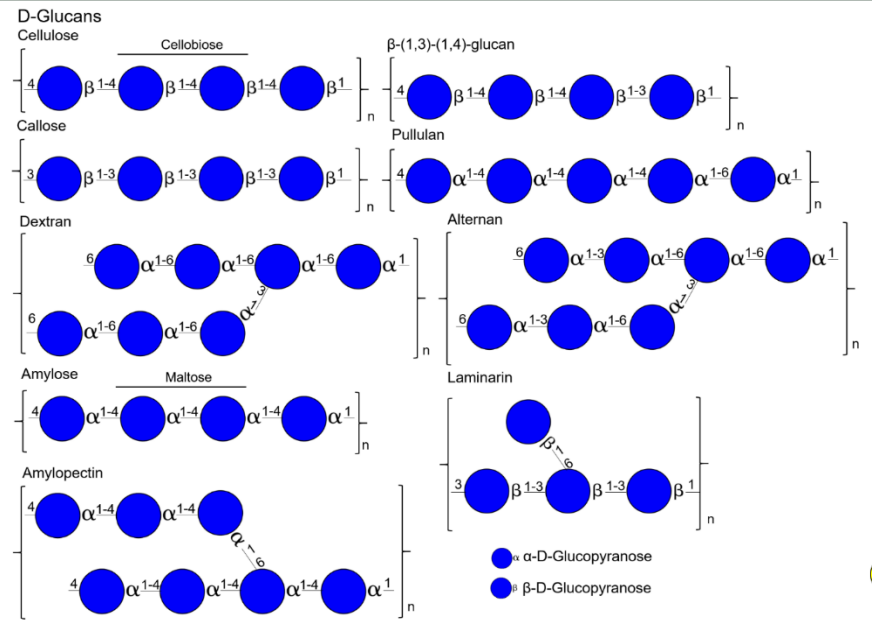 D-Glucans
Cellulose
Cellobiose
4 β 1-4 β 1-4 β 1-4 β 1 n
β-(1,3)-(1,4)-glucan
4 β 1-4 β 1-4 β 1-3 β 1 n
Callose
3 β 1-3 β 1-3 β 1-3 β 1 n
Pullulan
4 α 1-4 α 1-4 α 1-4 α 1-6 α 1 n
Dextran
6 α 1-6 α 1-6 α 1-6 α 1
α 1 3
6 α 1-6 α 1-6 n
Alternan
6 α 1-3 α 1-6 α 1-6 α 1
α 1 3
6 α 1-3 α 1-6 n
Amylose
Maltose
4 α 1-4 α 1-4 α 1-4 α 1 n
Laminarin
β 1 6
3 β 1-3 β 1-3 β 1 n
Amylopectin
4 α 1-4 α 1-4
α 1 6
4 α 1-4 α 1-4 α 1-4 α 1 n
α α-D-Glucopyranose
β β-D-Glucopyranose